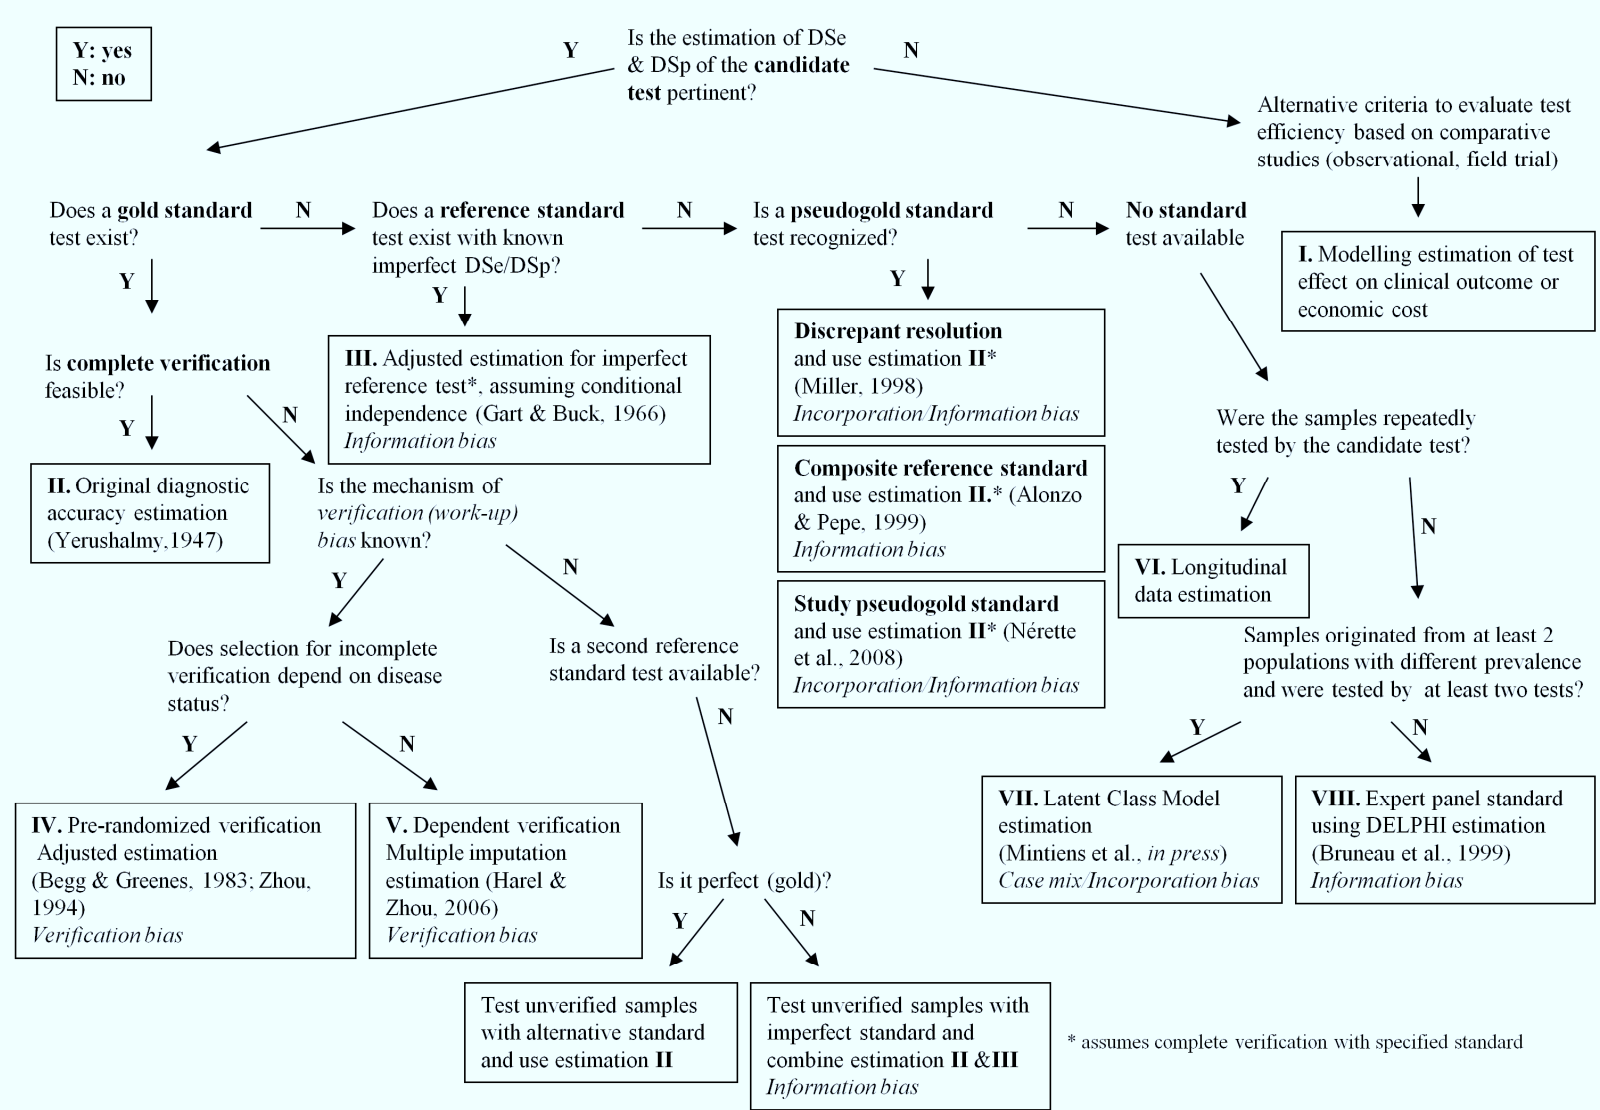 Y: yes
N: no
Y
Is the estimation of DSe
& DSp of the candidate
test pertinent?
N
Alternative criteria to evaluate test
efficiency based on comparative
studies (observational, field trial)
Does a gold standard
test exist?
N
Does a reference standard
test exist with known
imperfect DSe/DSp?
N
Is a pseudogold standard
test recognized?
N
No standard
test available
I. Modelling estimation of test
effect on clinical outcome or
economic cost
Y
Y
Y
Is complete verification
feasible?
Y
N
III. Adjusted estimation for imperfect
reference test*, assuming conditional
independence (Gart & Buck, 1966)
Information bias
Discrepant resolution
and use estimation II*
(Miller, 1998)
Incorporation/Information bias
Were the samples repeatedly
tested by the candidate test?
II. Original diagnostic
accuracy estimation
(Yerushalmy,1947)
Is the mechanism of
verification (work-up)
bias known?
Composite reference standard
and use estimation II.* (Alonzo
& Pepe, 1999)
Information bias
Y
N
VI. Longitudinal
data estimation
Y
N
Study pseudogold standard
and use estimation II* (Nérette
et al., 2008)
Incorporation/Information bias
Does selection for incomplete
verification depend on disease
status?
Is a second reference
standard test available?
Samples originated from at least 2
populations with different prevalence
and were tested by at least two tests?
Y
N
N
Y
N
IV. Pre-randomized verification
Adjusted estimation
(Begg & Greenes, 1983; Zhou,
1994)
Verification bias
V. Dependent verification
Multiple imputation
estimation (Harel &
Zhou, 2006)
Verification bias
VII. Latent Class Model
estimation
(Mintiens et al., in press)
Case mix/Incorporation bias
VIII. Expert panel standard
using DELPHI estimation
(Bruneau et al., 1999)
Information bias
Is it perfect (gold)?
Y
N
Test unverified samples
with alternative standard
and use estimation II
Test unverified samples with
imperfect standard and
combine estimation II &III
Information bias
* assumes complete verification with specified standard